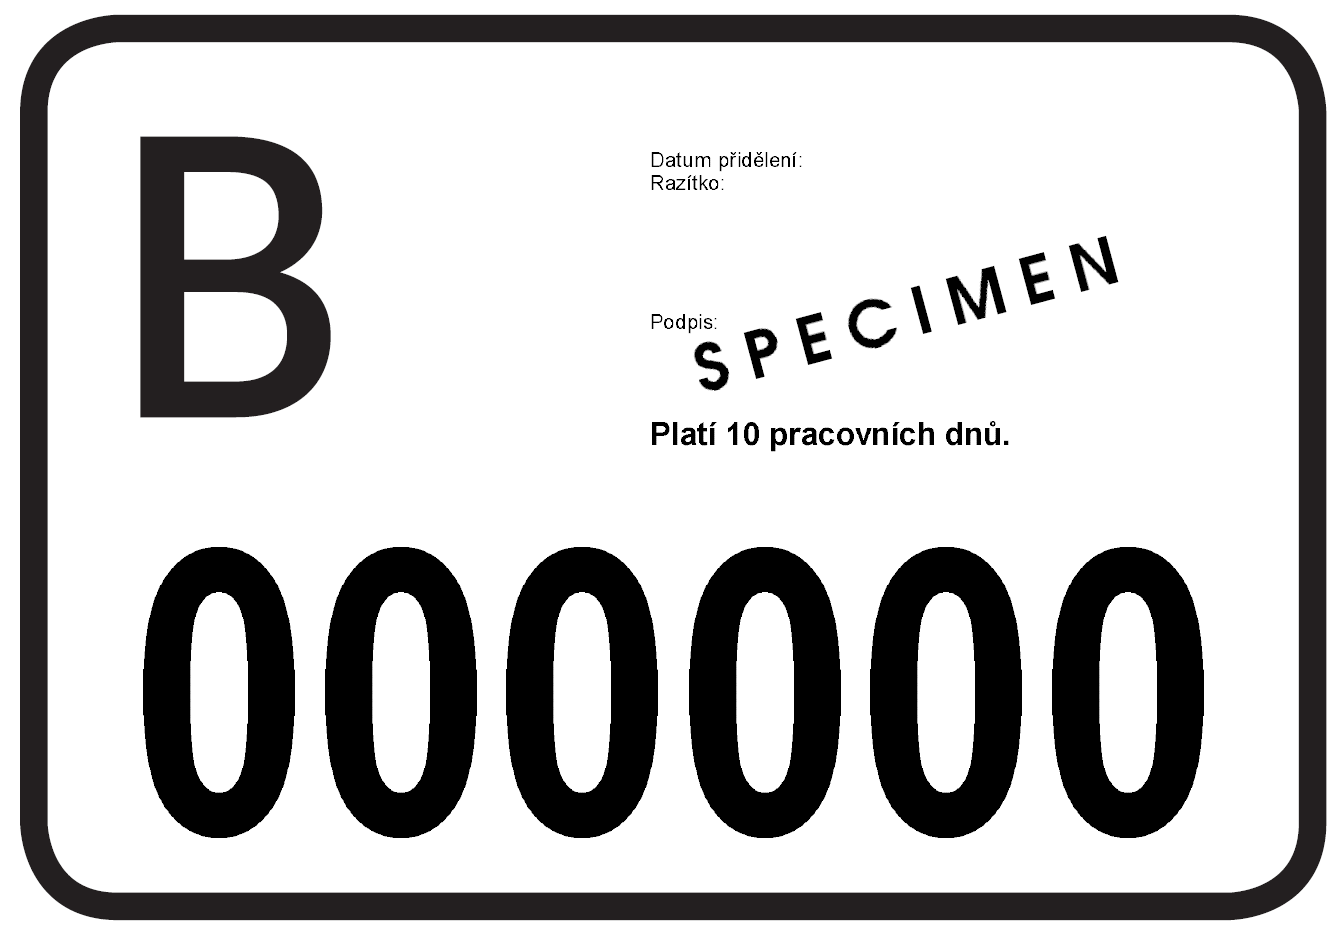 B
Datum přidělení:
Razítko:
Podpis:
SPECIMEN
Platí 10 pracovních dnů.
000000